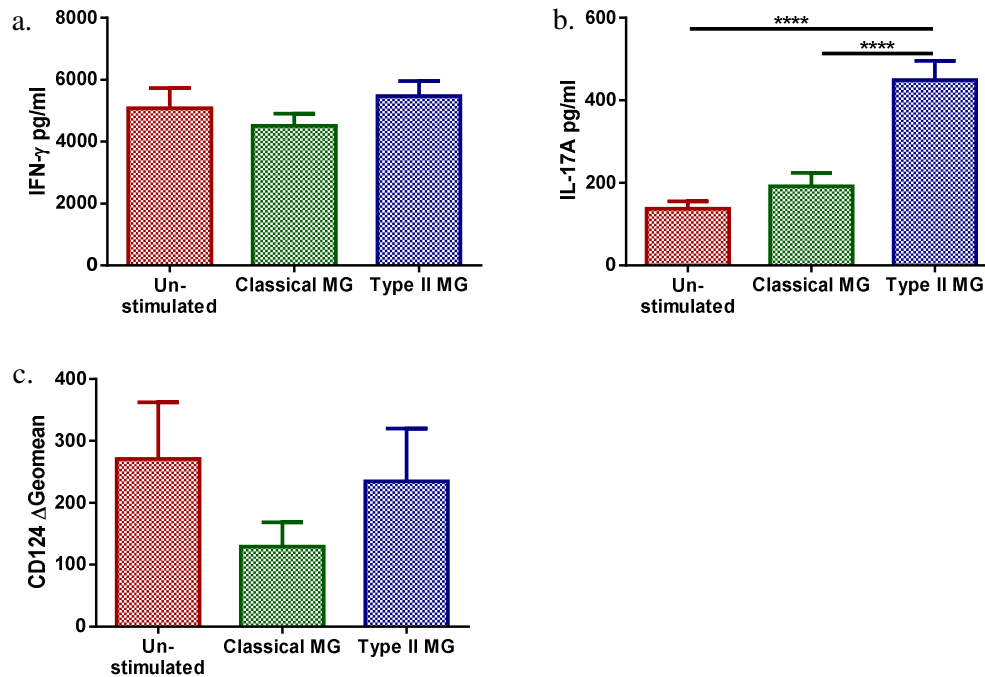 a.
8000
6000
4000
2000
0
IFN-γ pg/ml
Un-
stimulated
Classical MG
Type II MG
b.
600
400
200
0
IL-17A pg/ml
****
****
Un-
stimulated
Classical MG
Type II MG
c.
400
300
200
100
0
CD124 ΔGeomean
Un-
stimulated
Classical MG
Type II MG